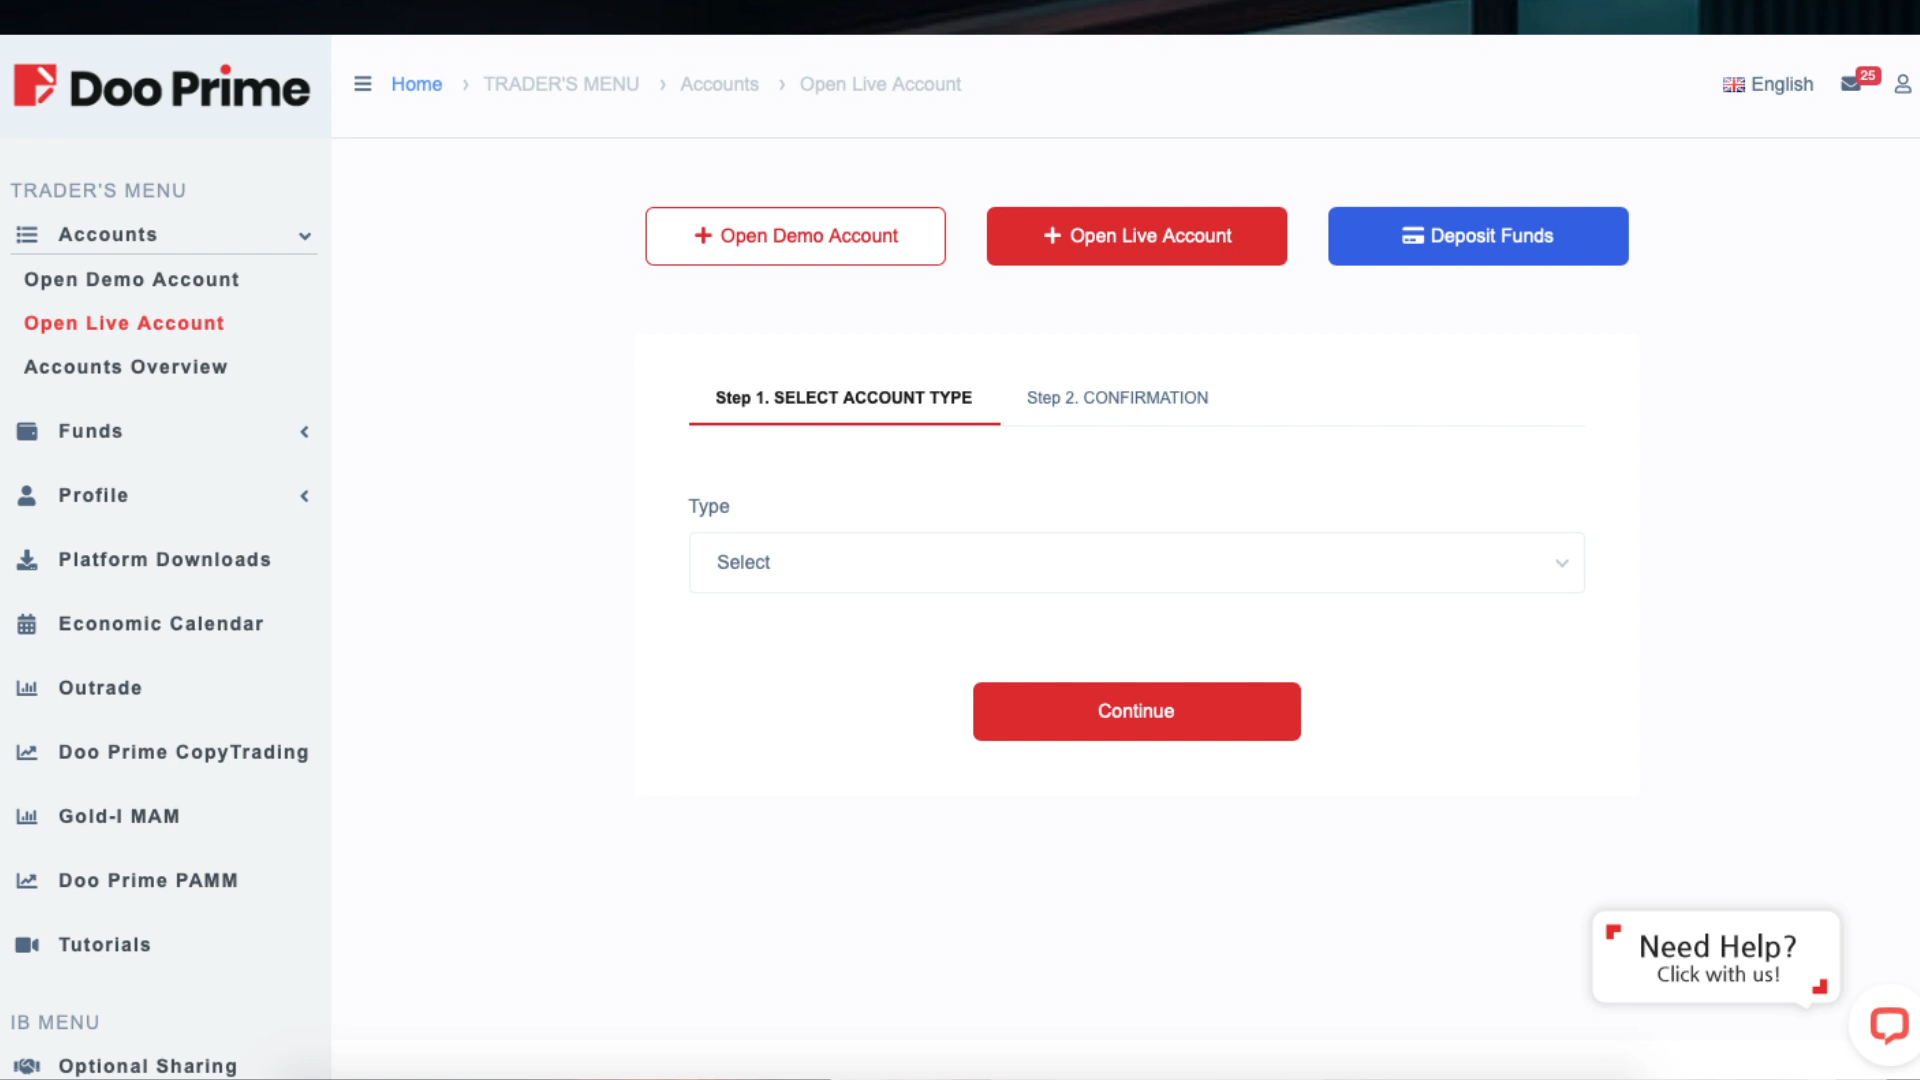 Doo Prime
Home › TRADER'S MENU › Accounts › Open Live Account
English
25
TRADER'S MENU
Accounts
Open Demo Account
Open Live Account
Accounts Overview
Funds
Profile
Platform Downloads
Economic Calendar
Outrade
Doo Prime CopyTrading
Gold-I MAM
Doo Prime PAMM
Tutorials
IB MENU
Optional Sharing
+ Open Demo Account
+ Open Live Account
Deposit Funds
Step 1. SELECT ACCOUNT TYPE
Step 2. CONFIRMATION
Type
Select
Continue
Need Help?
Click with us!